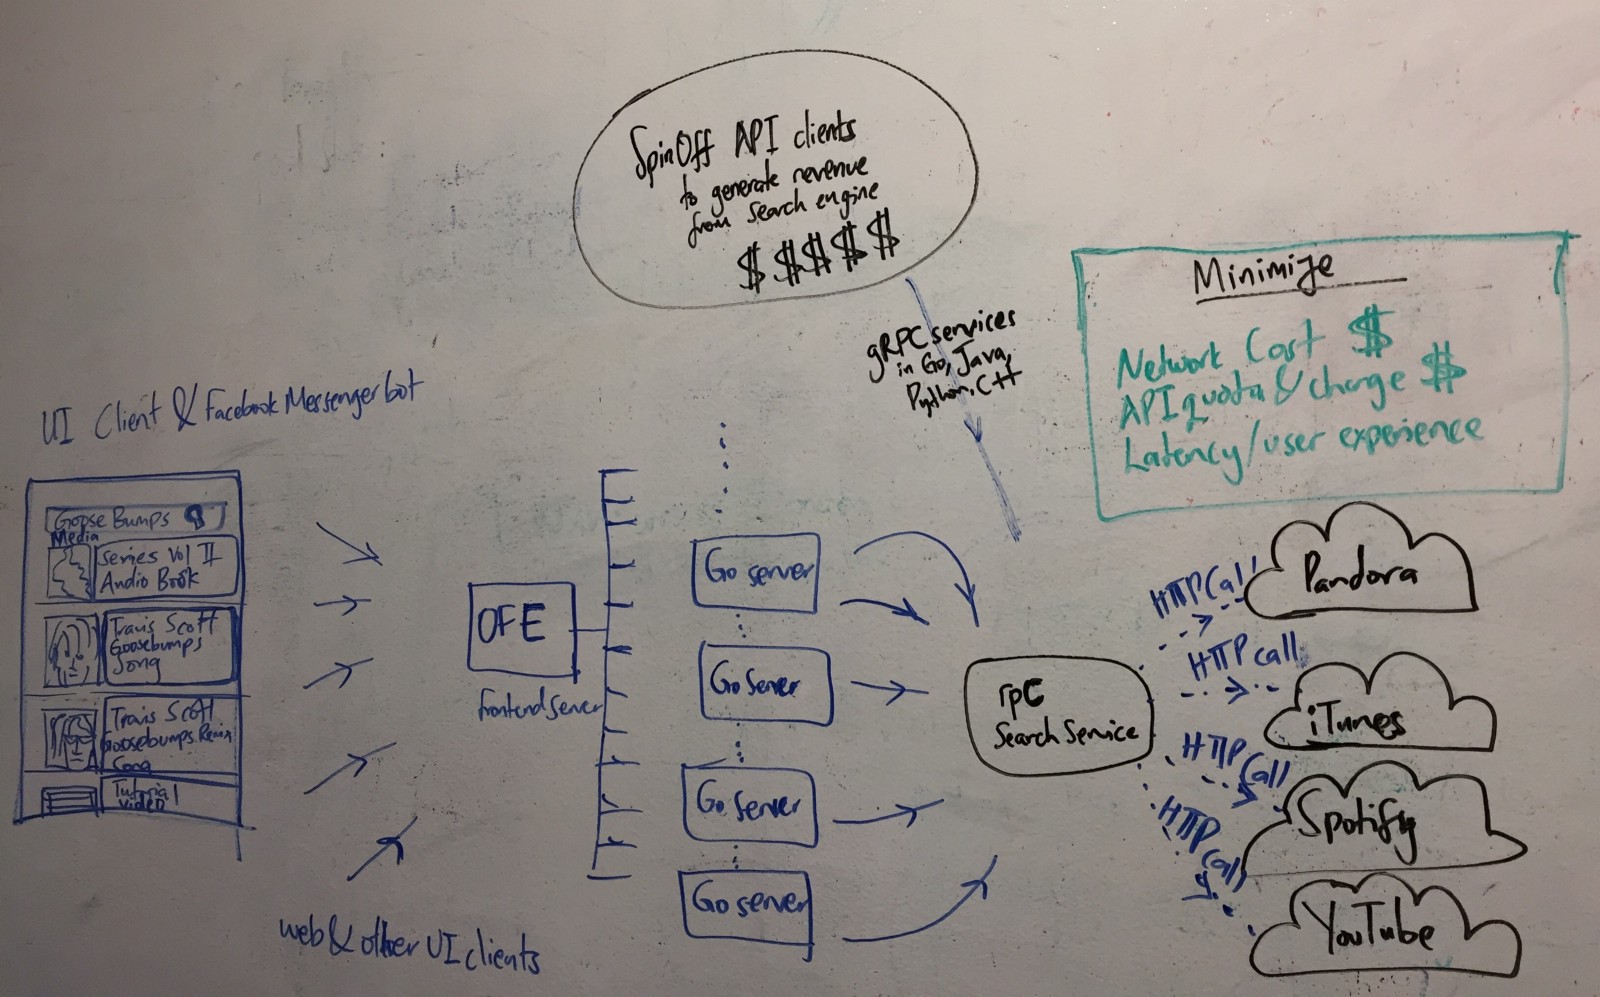 SpinOff API clients
to generate revenue
from search engine
$ $ $ $ $
gRPC services
in Go, Java,
Python, C++
Minimize
Network Cost $
API quota & charge $
Latency/user experience
UI Client & Facebook Messenger bot
Goose Bumps
Media
Series Vol II
Audio Book
Travis Scott
Goosebumps
Song
Travis Scott
Goosebumps Remix
Song
Tutorial
Video
web & other UI clients
OFE
frontend server
Go server
Go Server
Go server
Go server
rpC
Search Service
HTTP Call
HTTP call
HTTP Call
HTTP Call
Pandora
iTunes
Spotify
YouTube